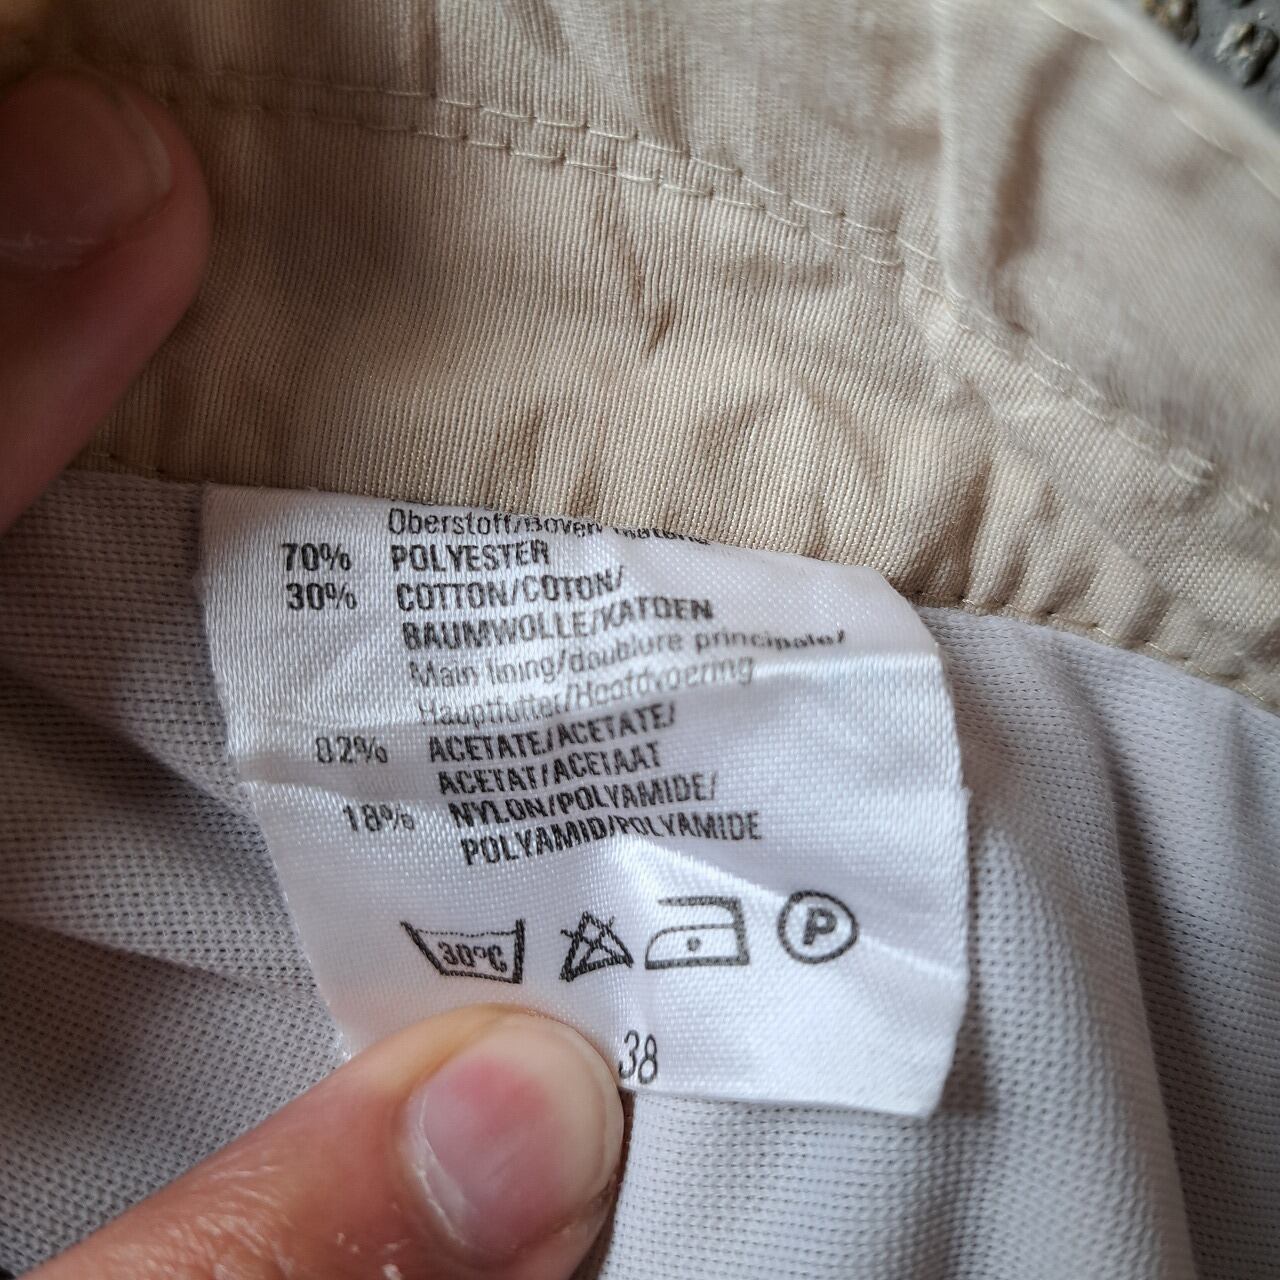 Oberstoff/Boven
70% POLYESTER
30% COTTON/COTON/
BAUMWOLLE/KATOEN
Main lining/doublure principale/
Hauptfutter/Hoofdvoering
82% ACETATE/ACETATE/
ACETAT/ACETAAT
18% NYLON/POLYAMIDE/
POLYAMID/POLYAMIDE
30°C P
38